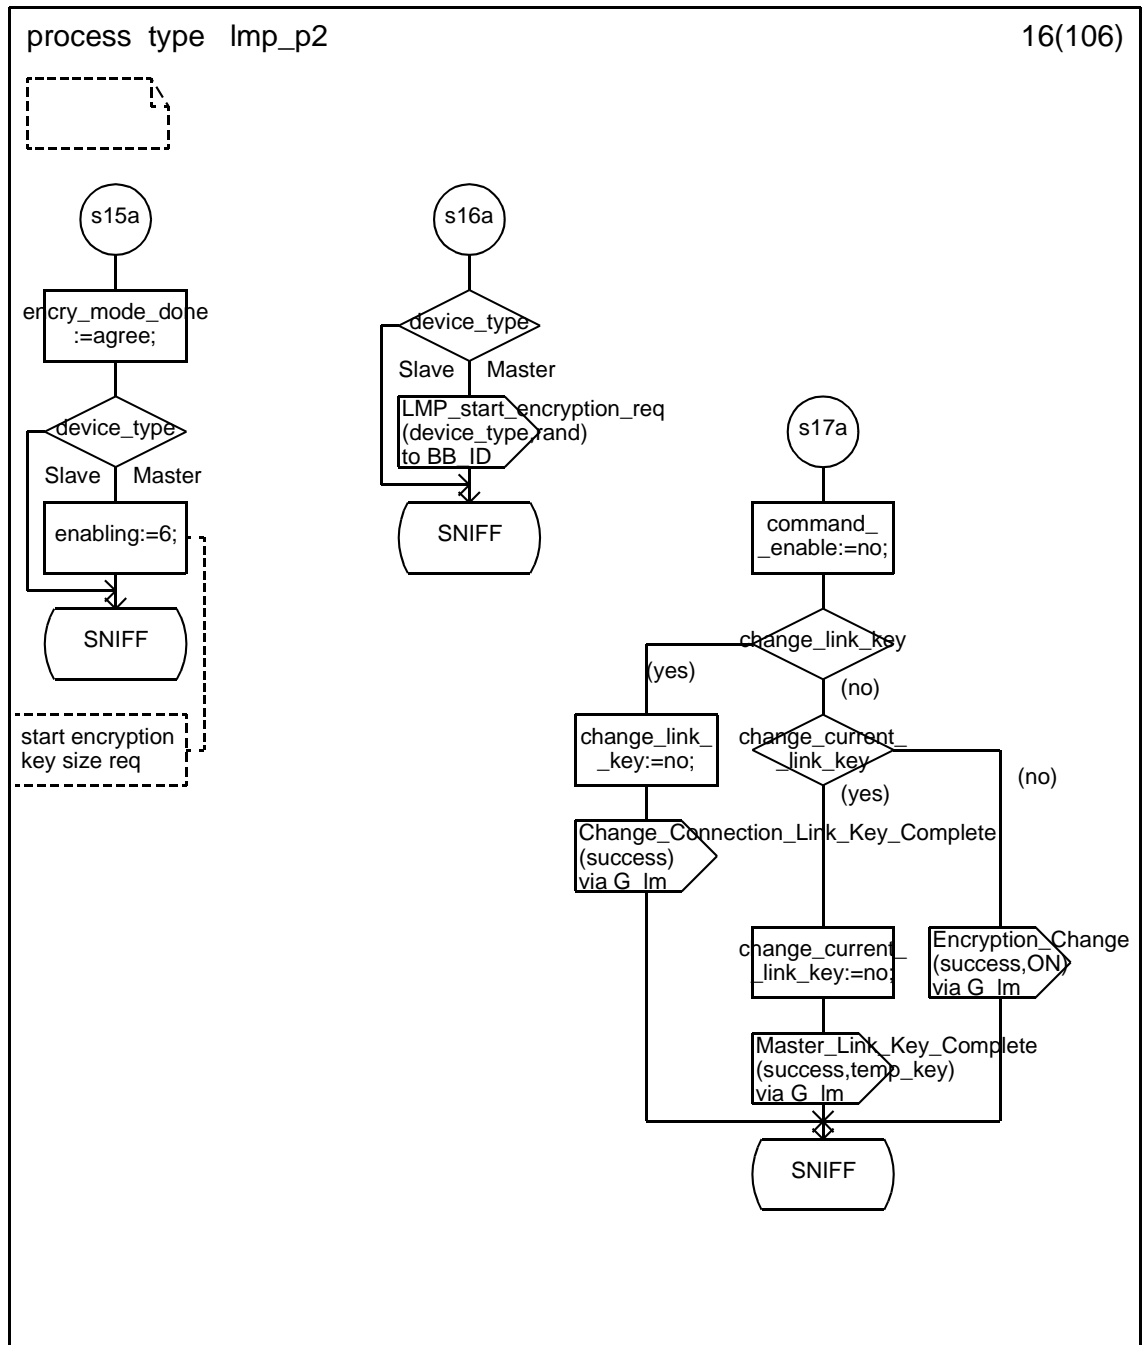 process type lmp_p2
16(106)
s15a
encry_mode_done
:=agree;
device_type
Slave Master
enabling:=6;
SNIFF
start encryption
key size req
s16a
device_type
Slave Master
LMP_start_encryption_req
(device_type,rand)
to BB_ID
SNIFF
s17a
command_
_enable:=no;
change_link_key
(yes)
(no)
change_link_
_key:=no;
change_current_
_link_key
(yes)
(no)
Change_Connection_Link_Key_Complete
(success)
via G_lm
change_current_
_link_key:=no;
Encryption_Change
(success,ON)
via G_lm
Master_Link_Key_Complete
(success,temp_key)
via G_lm
SNIFF